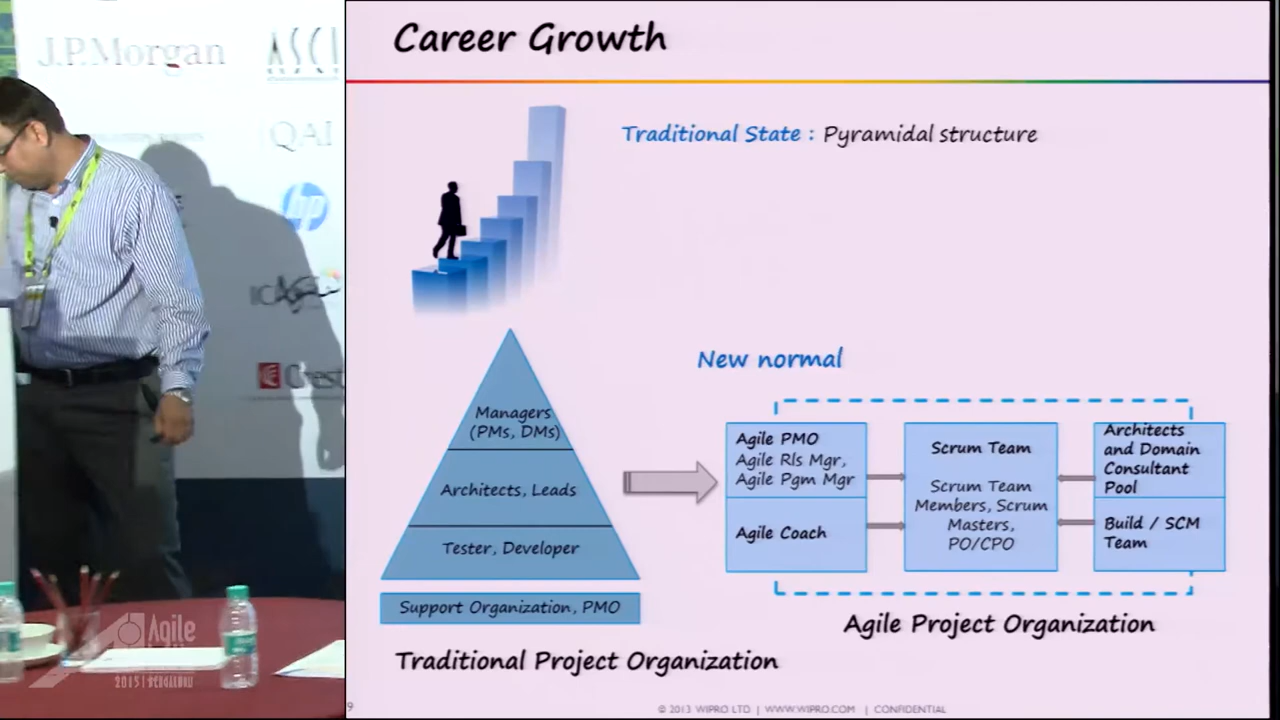 J.P.Morgan
ASCI
QAI
hp
Career Growth
Traditional State : Pyramidal structure
Managers
(PMs, DMs)
Architects, Leads
Tester, Developer
Support Organization, PMO
Traditional Project Organization
New normal
Agile PMO
Agile Rls Mgr,
Agile Pgm Mgr
Agile Coach
Scrum Team
Scrum Team
Members, Scrum
Masters,
PO/CPO
Architects
and Domain
Consultant
Pool
Build / SCM
Team
Agile Project Organization
Agile
2015 | BENGALURU
9
© 2013 WIPRO LTD | WWW.WIPRO.COM | CONFIDENTIAL